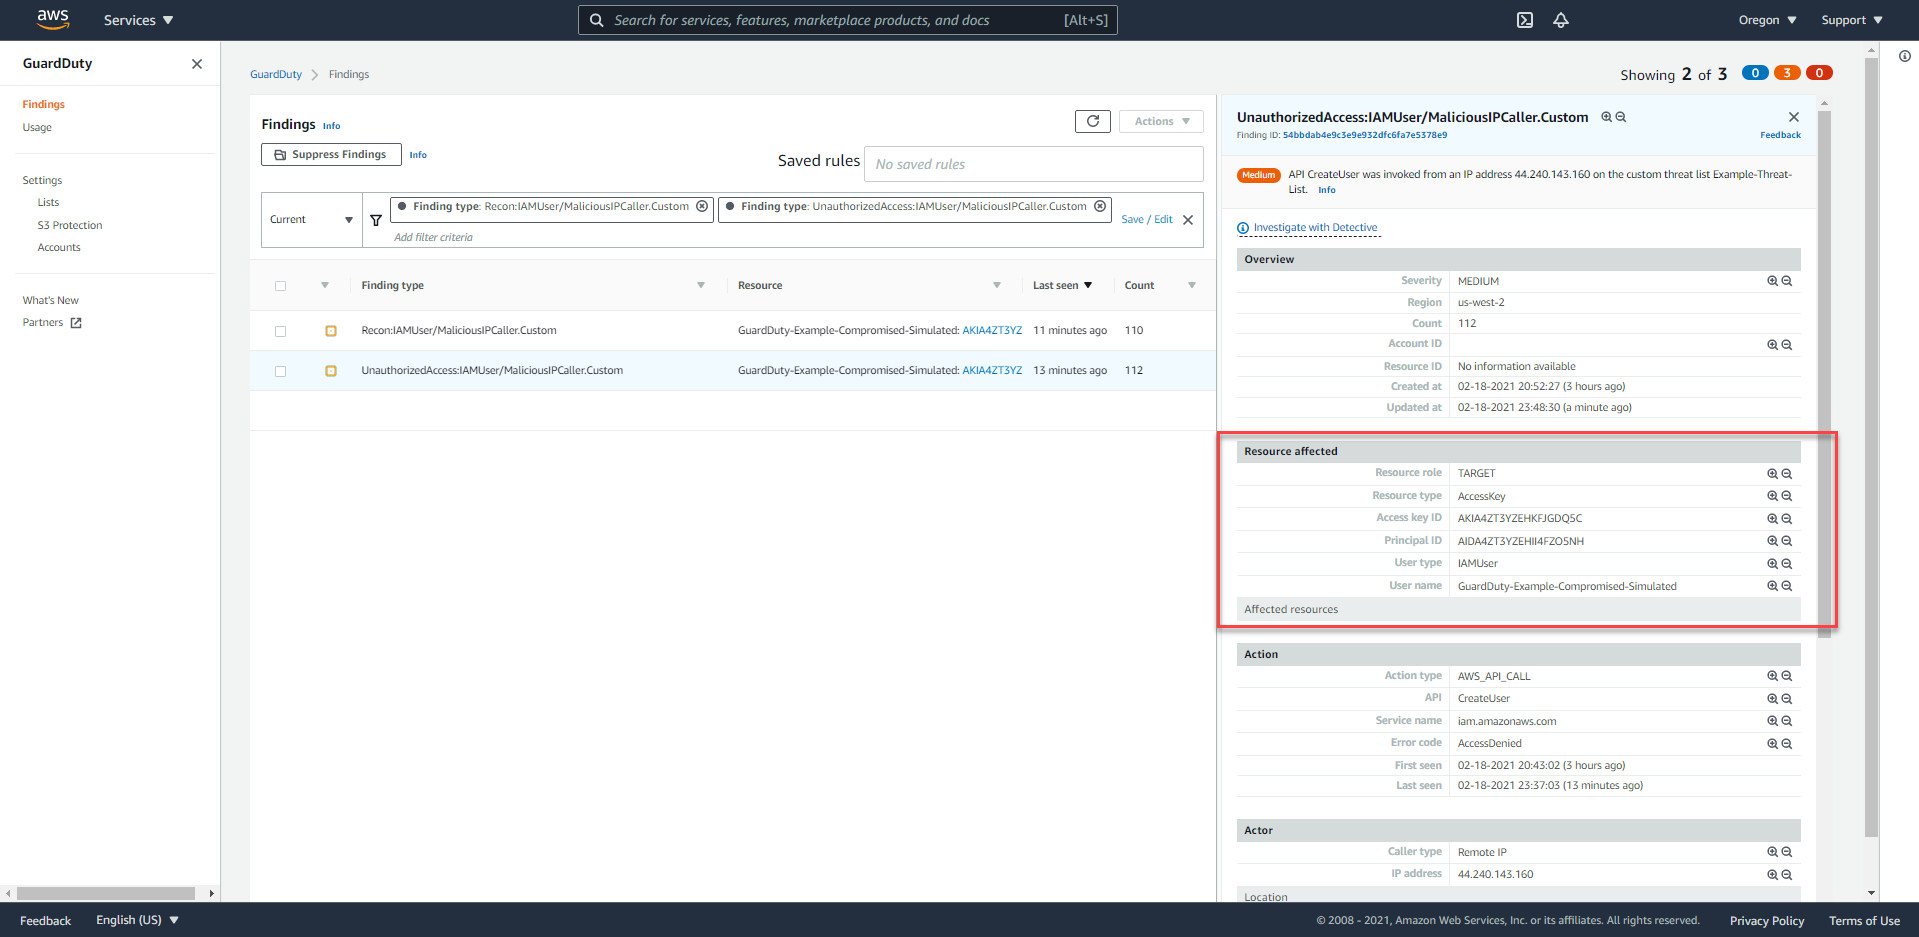 aws
Services
Search for services, features, marketplace products, and docs
[Alt+S]
Oregon
Support
GuardDuty
Findings
Usage
Settings
Lists
S3 Protection
Accounts
What's New
Partners
GuardDuty
Findings
Showing 2 of 3
0
3
0
Findings Info
Actions
Suppress Findings Info
Saved rules
No saved rules
Current
Finding type: Recon:IAMUser/MaliciousIPCaller.Custom
Finding type: UnauthorizedAccess:IAMUser/MaliciousIPCaller.Custom
Add filter criteria
Save / Edit
Finding type Resource Last seen Count
Recon:IAMUser/MaliciousIPCaller.Custom GuardDuty-Example-Compromised-Simulated: AKIA4ZT3YZ 11 minutes ago 110
UnauthorizedAccess:IAMUser/MaliciousIPCaller.Custom GuardDuty-Example-Compromised-Simulated: AKIA4ZT3YZ 13 minutes ago 112
UnauthorizedAccess:IAMUser/MaliciousIPCaller.Custom
Finding ID: 54bbdab4e9c3e9e932dfc6fa7e5378e9
Feedback
Medium
API CreateUser was invoked from an IP address 44.240.143.160 on the custom threat list Example-Threat-
List. Info
Investigate with Detective
Overview
Severity MEDIUM
Region us-west-2
Count 112
Account ID
Resource ID No information available
Created at 02-18-2021 20:52:27 (3 hours ago)
Updated at 02-18-2021 23:48:30 (a minute ago)
Resource affected
Resource role TARGET
Resource type AccessKey
Access key ID AKIA4ZT3YZEHKFJGDQ5C
Principal ID AIDA4ZT3YZEHII4FZO5NH
User type IAMUser
User name GuardDuty-Example-Compromised-Simulated
Affected resources
Action
Action type AWS_API_CALL
API CreateUser
Service name iam.amazonaws.com
Error code AccessDenied
First seen 02-18-2021 20:43:02 (3 hours ago)
Last seen 02-18-2021 23:37:03 (13 minutes ago)
Actor
Caller type Remote IP
IP address 44.240.143.160
Location
Feedback
English (US)
© 2008 - 2021, Amazon Web Services, Inc. or its affiliates. All rights reserved.
Privacy Policy
Terms of Use